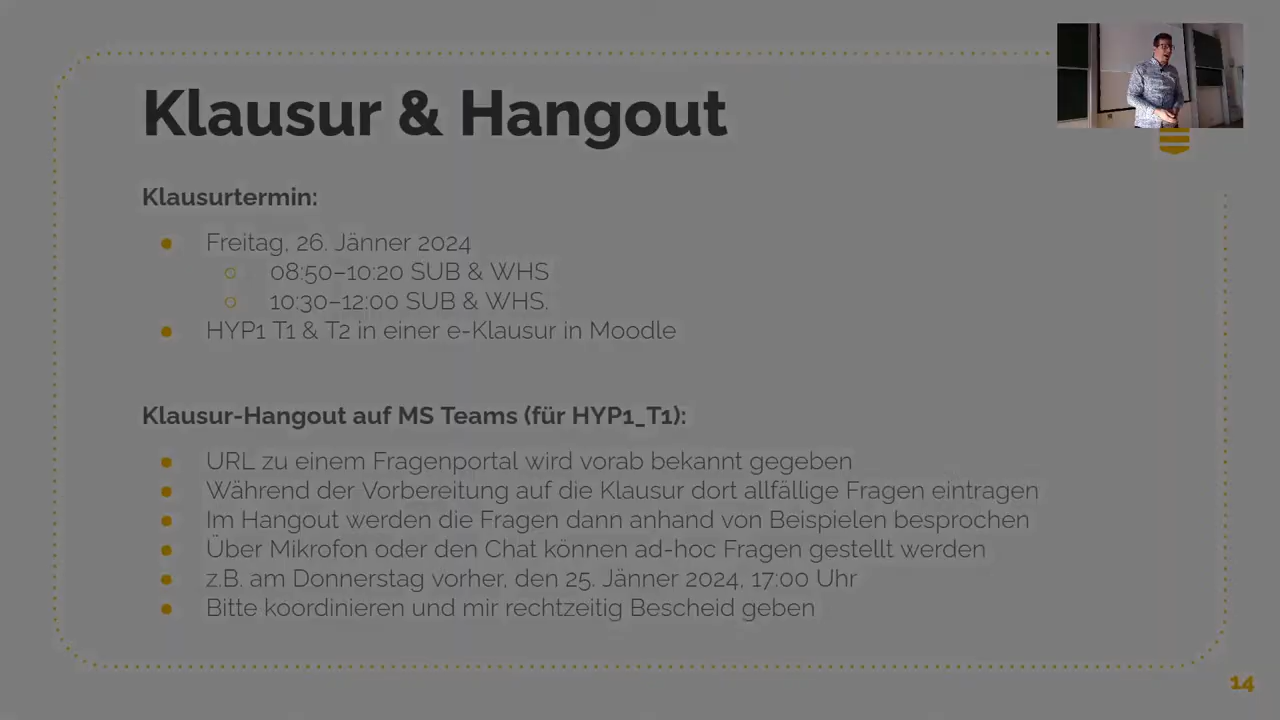 Klausur & Hangout
Klausurtermin:
Freitag, 26. Jänner 2024
08:50–10:20 SUB & WHS
10:30–12:00 SUB & WHS.
HYP1 T1 & T2 in einer e-Klausur in Moodle
Klausur-Hangout auf MS Teams (für HYP1_T1):
URL zu einem Fragenportal wird vorab bekannt gegeben
Während der Vorbereitung auf die Klausur dort allfällige Fragen eintragen
Im Hangout werden die Fragen dann anhand von Beispielen besprochen
Über Mikrofon oder den Chat können ad-hoc Fragen gestellt werden
z.B. am Donnerstag vorher, den 25. Jänner 2024, 17:00 Uhr
Bitte koordinieren und mir rechtzeitig Bescheid geben
14